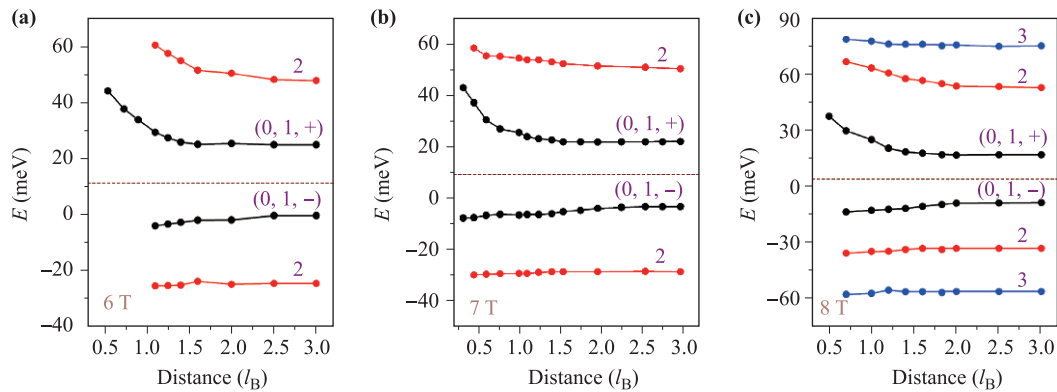 (a)
60
40
20
0
−20
−40
E (meV)
2
(0, 1, +)
(0, 1, −)
2
6 T
0.5 1.0 1.5 2.0 2.5 3.0
Distance (lB)
(b)
60
40
20
0
−20
−40
E (meV)
2
(0, 1, +)
(0, 1, −)
2
7 T
0.5 1.0 1.5 2.0 2.5 3.0
Distance (lB)
(c)
90
60
30
0
−30
−60
E (meV)
3
2
(0, 1, +)
(0, 1, −)
2
3
8 T
0.5 1.0 1.5 2.0 2.5 3.0
Distance (lB)